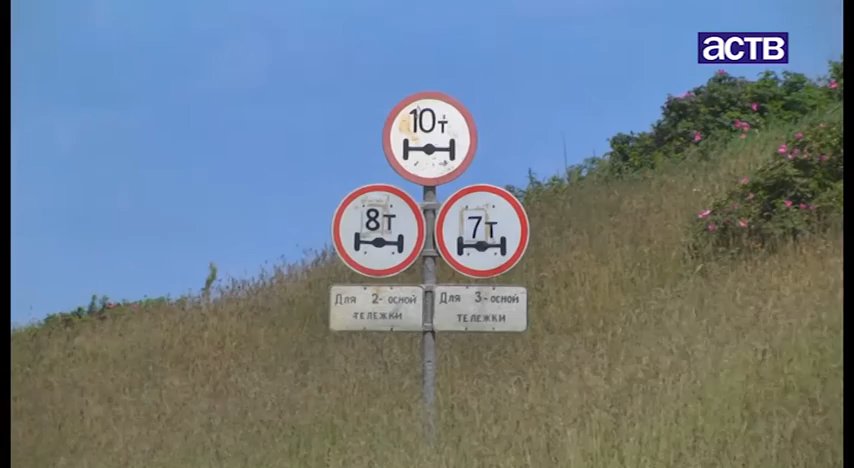 аств
10т
8т
7т
Для 2-осной
тележки
Для 3-осной
тележки